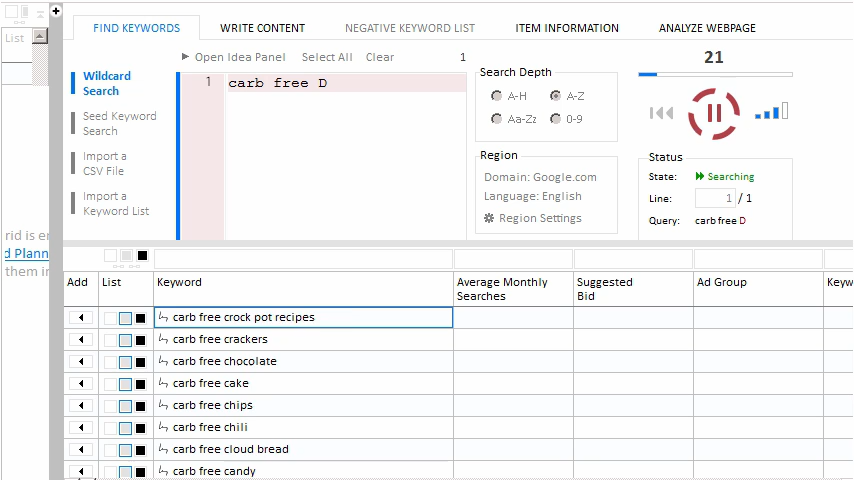 List
FIND KEYWORDS
WRITE CONTENT
NEGATIVE KEYWORD LIST
ITEM INFORMATION
ANALYZE WEBPAGE
Open Idea Panel
Select All
Clear
1
21
Wildcard
Search
Seed Keyword
Search
Import a
CSV File
Import a
Keyword List
1
carb free D
Search Depth
A-H
A-Z
Aa-Zz
0-9
Region
Domain: Google.com
Language: English
Region Settings
Status
State:
Searching
Line:
1 / 1
Query:
carb free D
rid is
d Plann
them
Add
List
Keyword
Average Monthly
Searches
Suggested
Bid
Ad Group
Keyw
carb free crock pot recipes
carb free crackers
carb free chocolate
carb free cake
carb free chips
carb free chili
carb free cloud bread
carb free candy